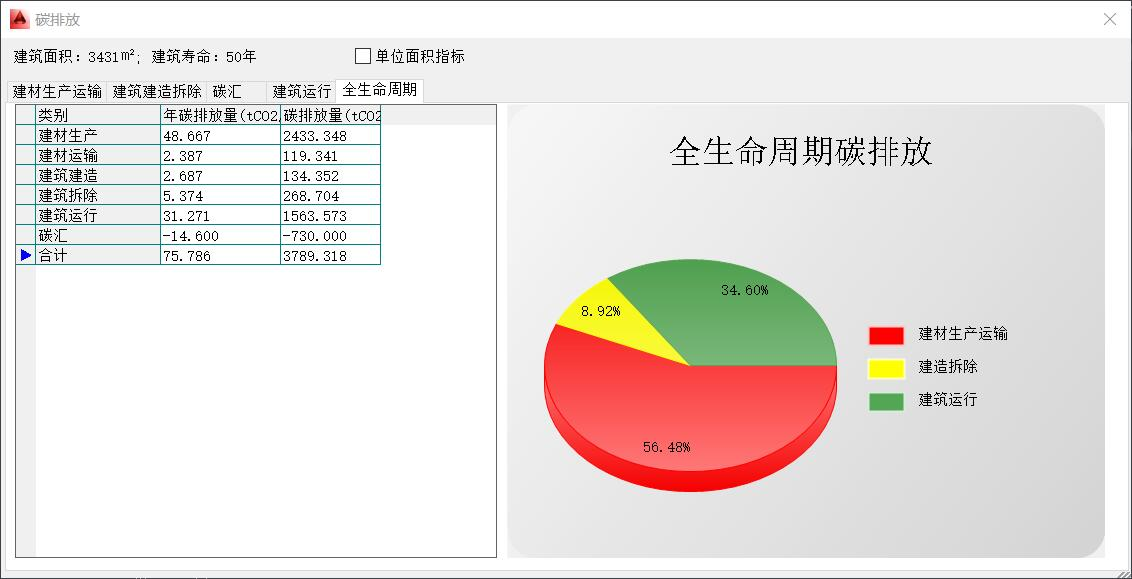 碳排放
建筑面积：3431㎡；建筑寿命：50年 单位面积指标
建材生产运输 建筑建造拆除 碳汇 建筑运行 全生命周期
类别 年碳排放量(tCO2/ 碳排放量(tCO2
建材生产 48.667 2433.348
建材运输 2.387 119.341
建筑建造 2.687 134.352
建筑拆除 5.374 268.704
建筑运行 31.271 1563.573
碳汇 -14.600 -730.000
合计 75.786 3789.318
全生命周期碳排放
34.60%
8.92%
56.48%
建材生产运输
建造拆除
建筑运行